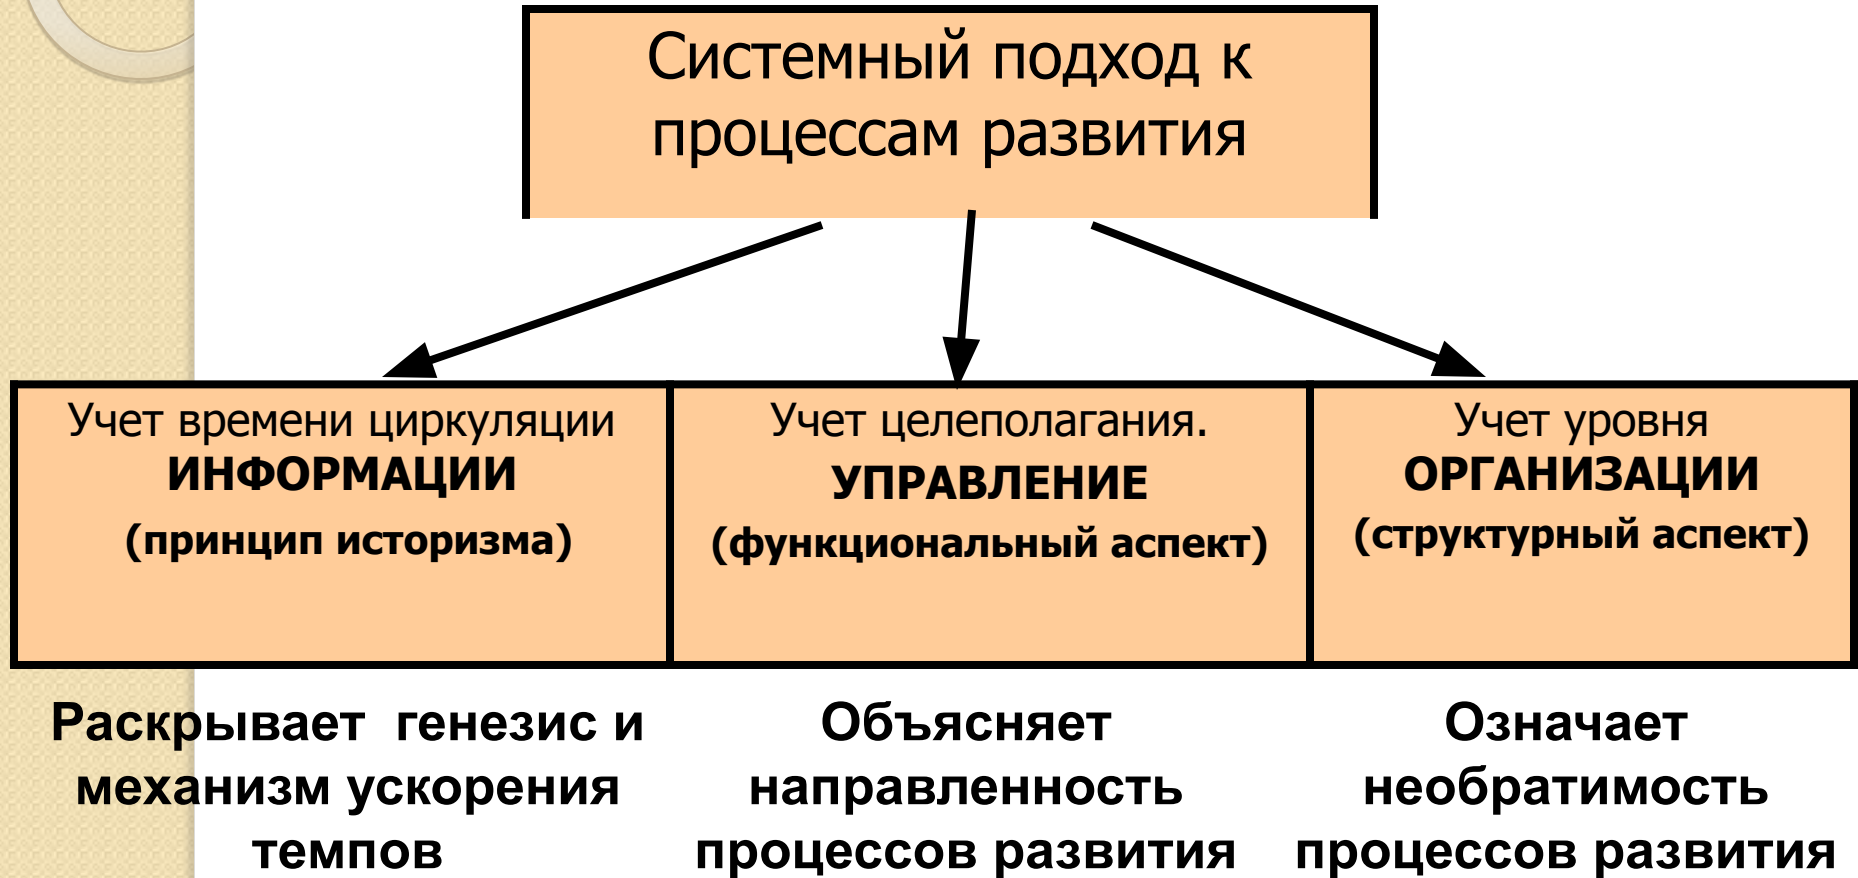 Системный подход к
процессам развития
Учет времени циркуляции
ИНФОРМАЦИИ
(принцип историзма)
Учет целеполагания.
УПРАВЛЕНИЕ
(функциональный аспект)
Учет уровня
ОРГАНИЗАЦИИ
(структурный аспект)
Раскрывает генезис и
механизм ускорения
темпов
Объясняет
направленность
процессов развития
Означает
необратимость
процессов развития